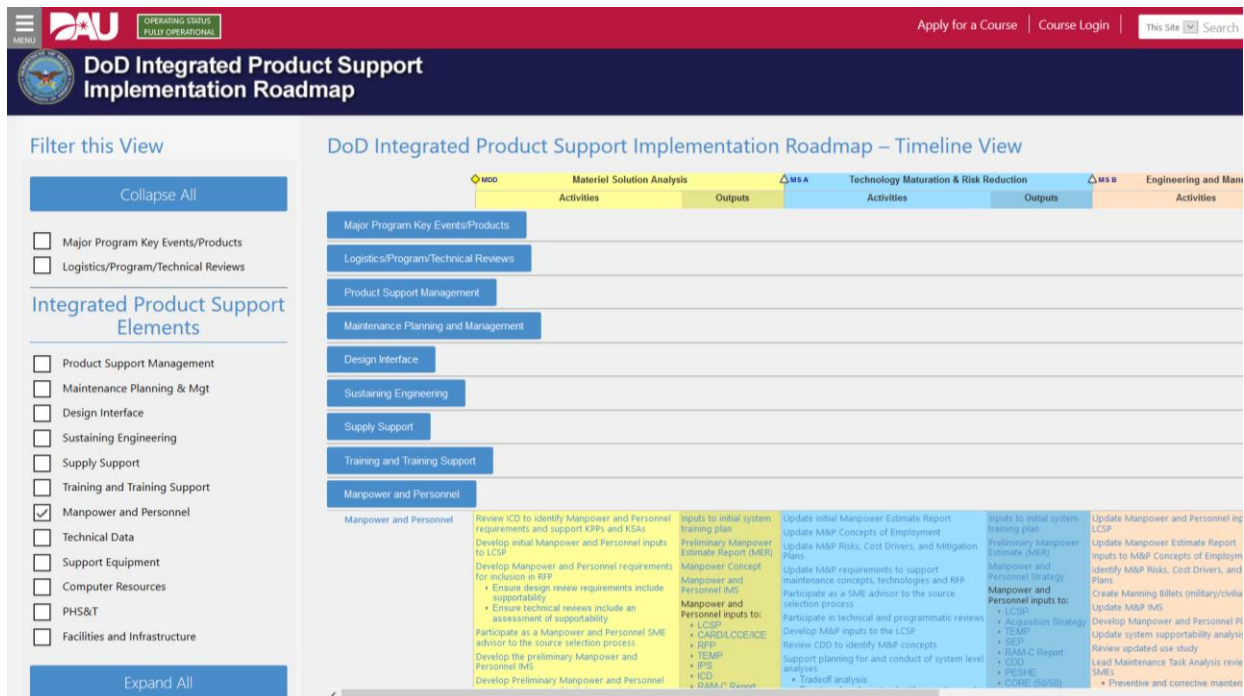 MENU
DAU
OPERATING STATUS
FULLY OPERATIONAL
Apply for a Course
Course Login
This Site
Search
DoD Integrated Product Support
Implementation Roadmap
Filter this View
Collapse All
Major Program Key Events/Products
Logistics/Program/Technical Reviews
Integrated Product Support
Elements
Product Support Management
Maintenance Planning & Mgt
Design Interface
Sustaining Engineering
Supply Support
Training and Training Support
Manpower and Personnel
Technical Data
Support Equipment
Computer Resources
PHS&T
Facilities and Infrastructure
Expand All
DoD Integrated Product Support Implementation Roadmap – Timeline View
MDD
Materiel Solution Analysis
MS A
Technology Maturation & Risk Reduction
MS B
Engineering and Man
Activities
Outputs
Activities
Outputs
Activities
Major Program Key Events/Products
Logistics/Program/Technical Reviews
Product Support Management
Maintenance Planning and Management
Design Interface
Sustaining Engineering
Supply Support
Training and Training Support
Manpower and Personnel
Manpower and Personnel
Review ICD to identify Manpower and Personnel
requirements and support KPPs and KSAs
Develop initial Manpower and Personnel inputs
to LCSP
Develop Manpower and Personnel requirements
for inclusion in RFP
• Ensure design review requirements include
supportability
• Ensure technical reviews include an
assessment of supportability
Participate as a Manpower and Personnel SME
advisor to the source selection process
Develop the preliminary Manpower and
Personnel IMS
Develop Preliminary Manpower and Personnel
Inputs to initial system
training plan
Preliminary Manpower
Estimate Report (MER)
Manpower Concept
Manpower and
Personnel IMS
Manpower and
Personnel inputs to:
• LCSP
• CARD/LCCE/ICE
• RFP
• TEMP
• IPS
• ICD
• RAM-C Report
Update Initial Manpower Estimate Report
Update M&P Concepts of Employment
Update M&P Risks, Cost Drivers, and Mitigation
Plans
Update M&P requirements to support
maintenance concepts, technologies and RFP
Participate as a SME advisor to the source
selection process
Participate in technical and programmatic reviews
Develop M&P inputs to the LCSP
Review CDD to identify M&P concepts
Support planning for and conduct of system level
analyses
• Tradeoff analysis
Inputs to initial system
training plan
Preliminary Manpower
Estimate (MER)
Manpower and
Personnel Strategy
Manpower and
Personnel inputs to:
• LCSP
• Acquisition Strategy
• TEMP
• SEP
• RAM-C Report
• CDD
• PESHE
• CORE (50/50)
Update Manpower and Personnel inp
LCSP
Update Manpower Estimate Report
Inputs to M&P Concepts of Employm
Identify M&P Risks, Cost Drivers, and
Plans
Create Manning Billets (military/civilia
Update M&P IMS
Develop Manpower and Personnel Pl
Update system supportability analysis
Review updated use study
Lead Maintenance Task Analysis revie
SMEs
• Preventive and corrective mainten